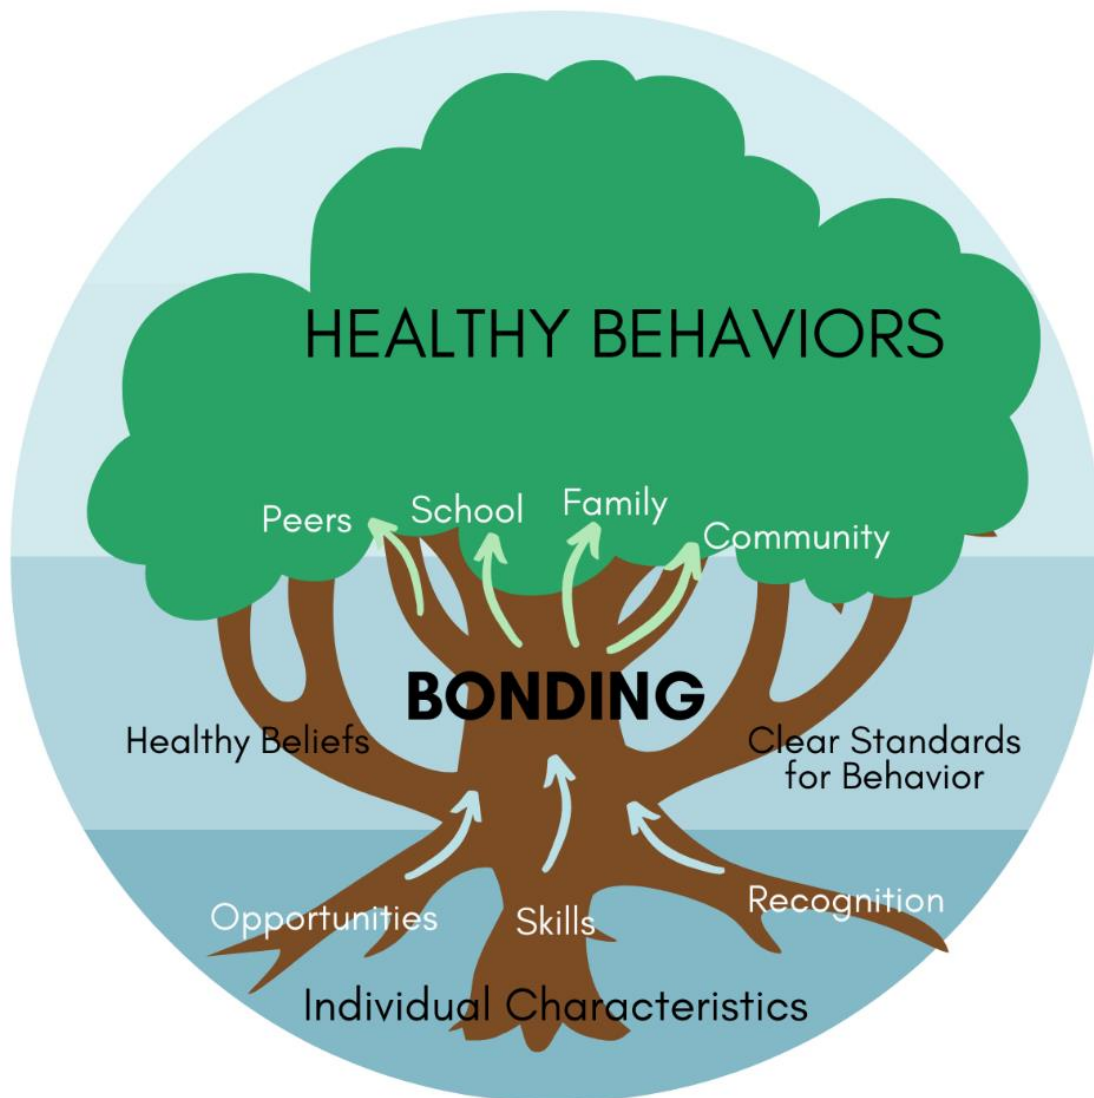 HEALTHY BEHAVIORS
Peers
School
Family
Community
BONDING
Healthy Beliefs
Clear Standards
for Behavior
Opportunities
Skills
Recognition
Individual Characteristics